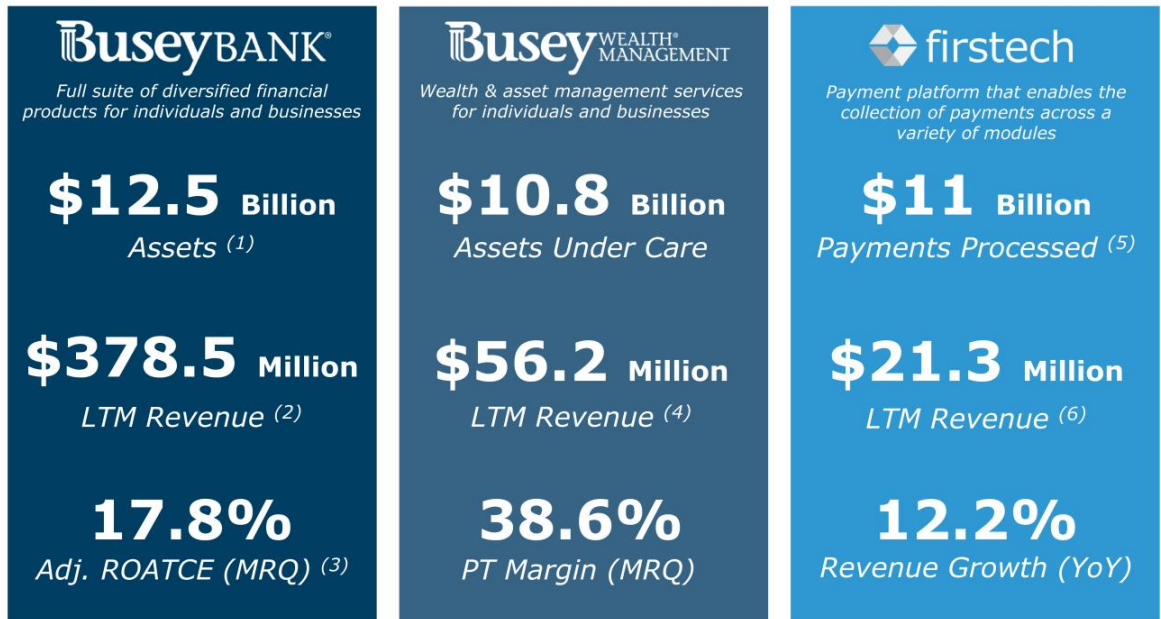 BUSEY BANK®
Full suite of diversified financial
products for individuals and businesses
$12.5 Billion
Assets (1)
$378.5 Million
LTM Revenue (2)
17.8%
Adj. ROATCE (MRQ) (3)
BUSEY WEALTH®
MANAGEMENT
Wealth & asset management services
for individuals and businesses
$10.8 Billion
Assets Under Care
$56.2 Million
LTM Revenue (4)
38.6%
PT Margin (MRQ)
firstech
Payment platform that enables the
collection of payments across a
variety of modules
$11 Billion
Payments Processed (5)
$21.3 Million
LTM Revenue (6)
12.2%
Revenue Growth (YoY)